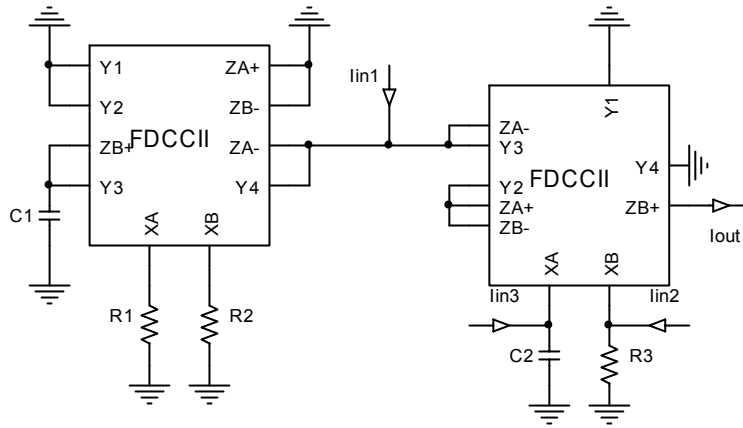 Y1
ZA+
Y2
ZB-
FDCCII
ZB+
ZA-
Y3
Y4
C1
XA
XB
R1
R2
Iin1
Y1
ZA-
Y3
Y4
Y2
FDCCII
ZA+
ZB+
ZB-
Iout
XA
XB
Iin3
Iin2
C2
R3